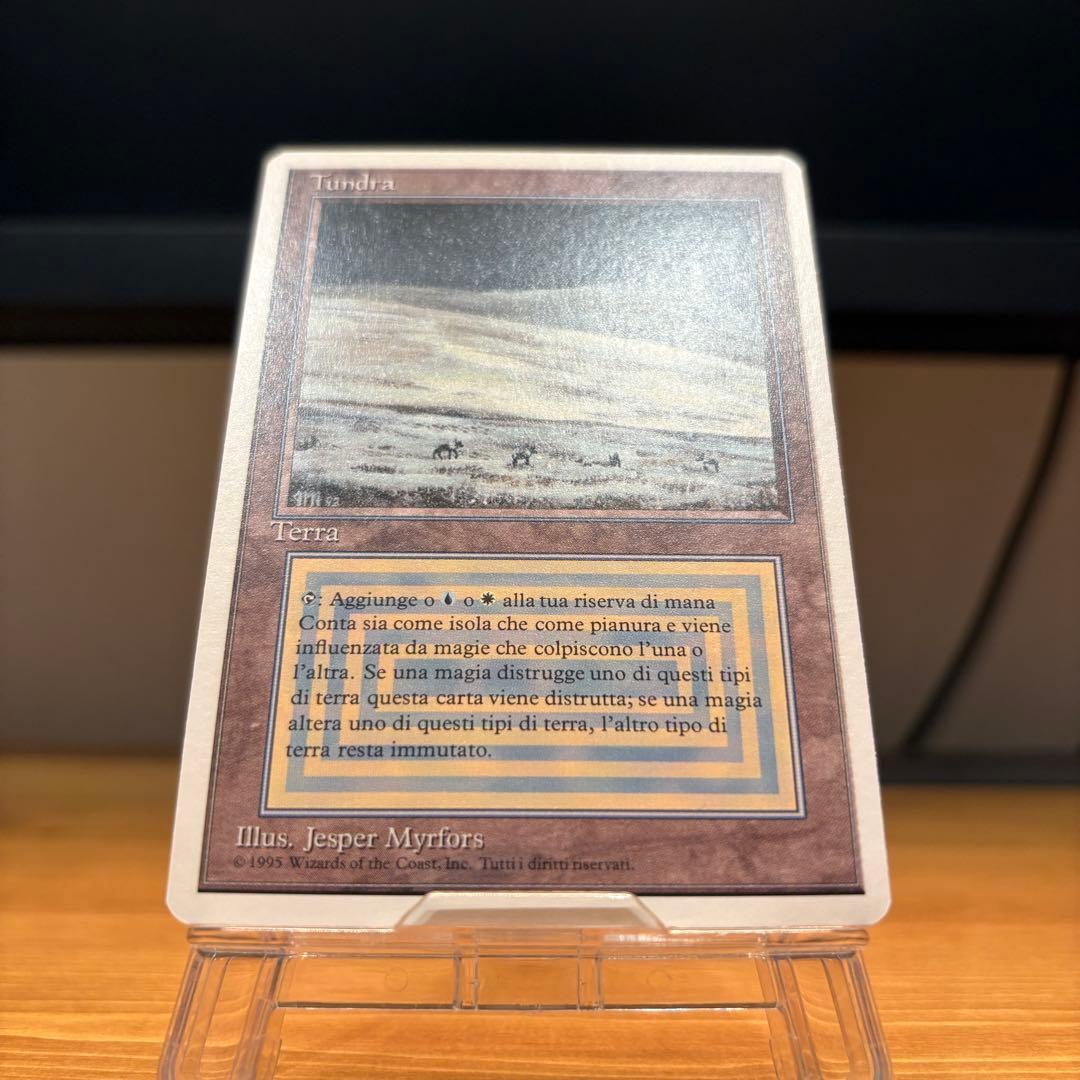 Tundra
Terra
: Aggiunge o o alla tua riserva di mana
Conta sia come isola che come pianura e viene
influenzata da magie che colpiscono l'una o
l'altra. Se una magia distrugge uno di questi tipi
di terra questa carta viene distrutta; se una magia
altera uno di questi tipi di terra, l'altro tipo di
terra resta immutato.
Illus. Jesper Myrfors
© 1995 Wizards of the Coast, Inc. Tutti i diritti riservati.